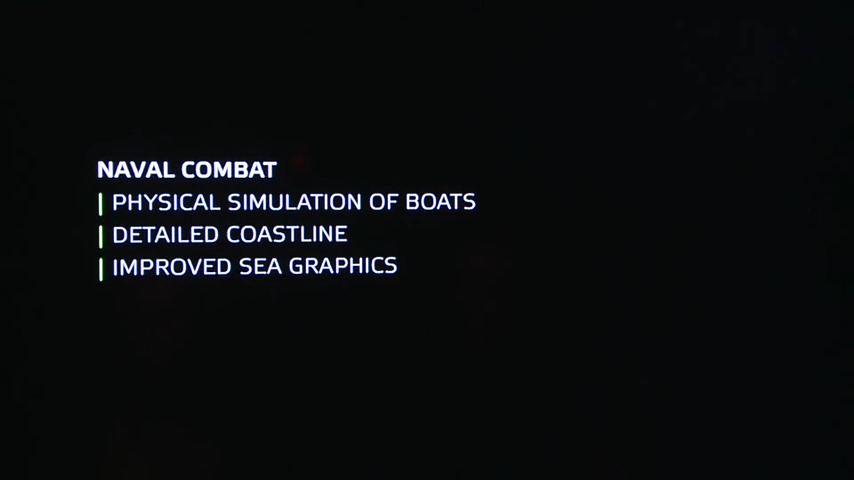 NAVAL COMBAT
PHYSICAL SIMULATION OF BOATS
DETAILED COASTLINE
IMPROVED SEA GRAPHICS